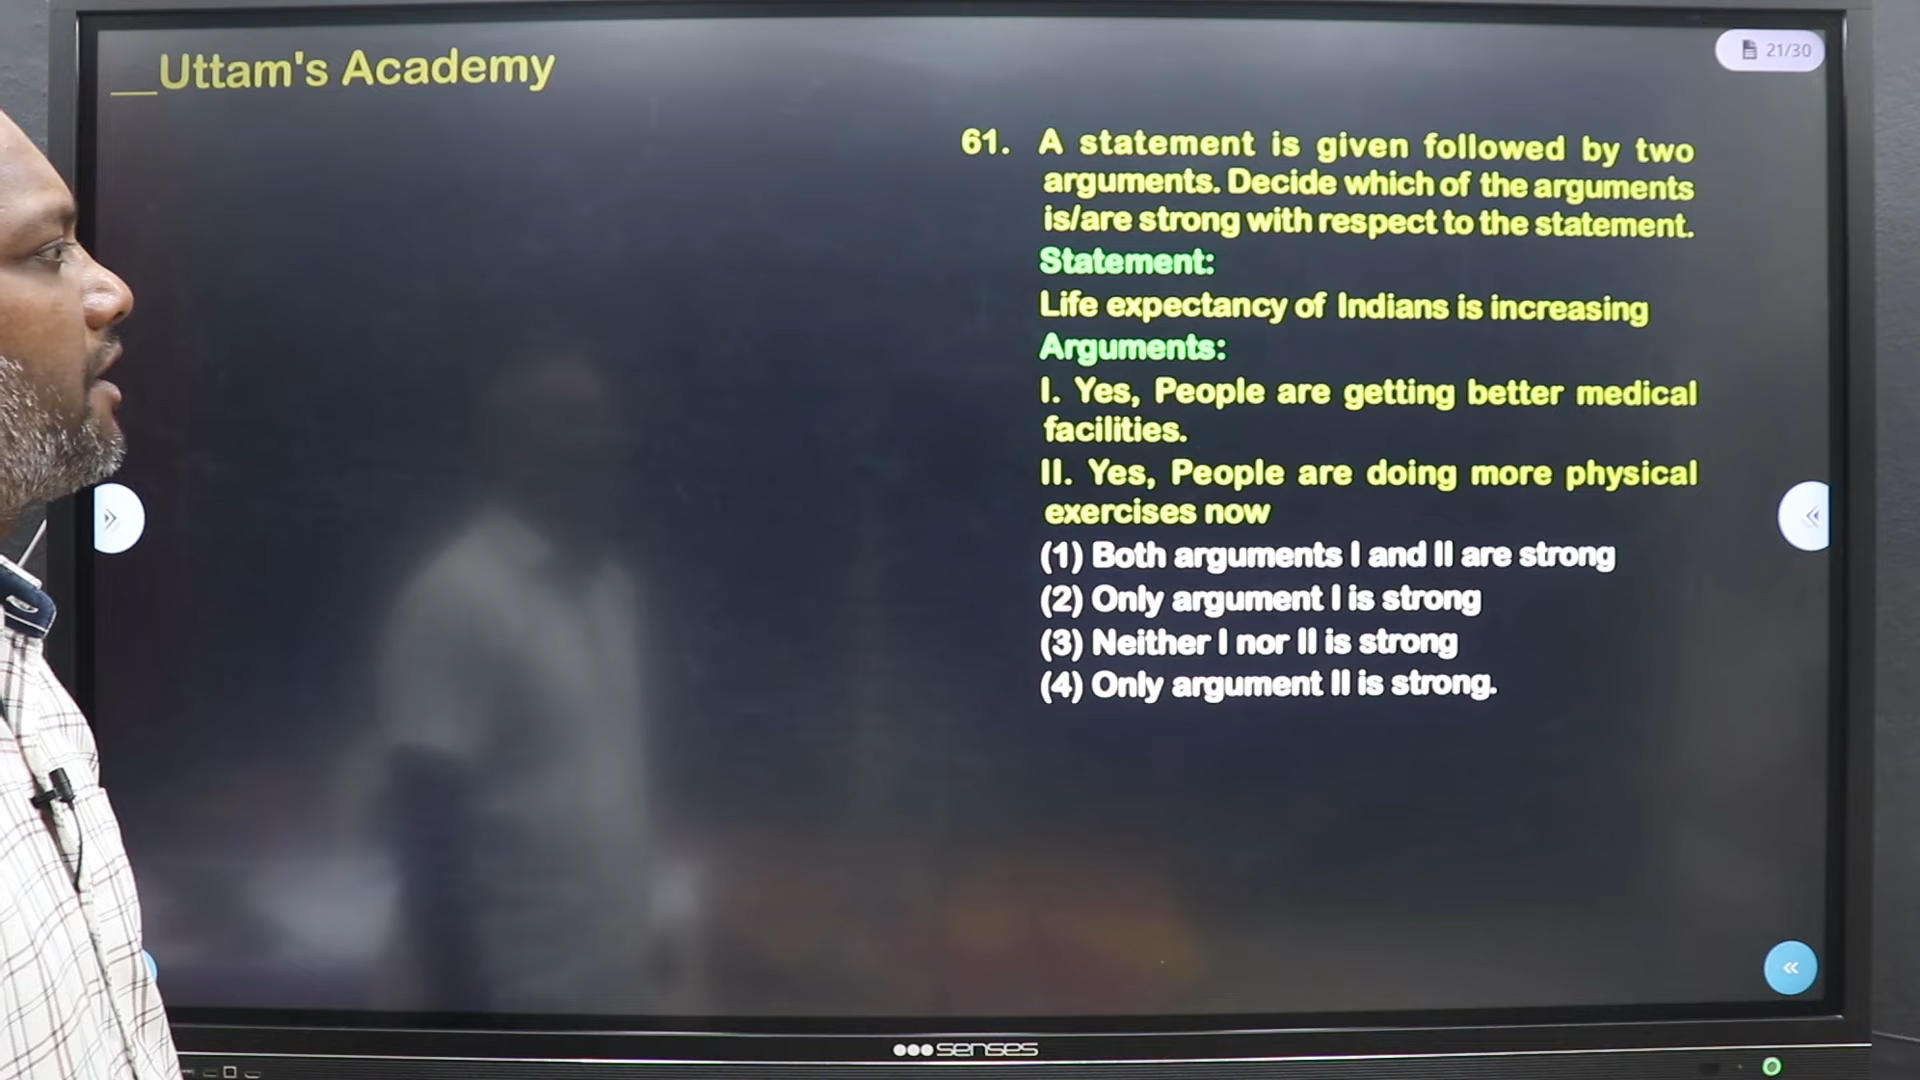 __Uttam's Academy
21/30
61. A statement is given followed by two
arguments. Decide which of the arguments
is/are strong with respect to the statement.
Statement:
Life expectancy of Indians is increasing
Arguments:
I. Yes, People are getting better medical
facilities.
II. Yes, People are doing more physical
exercises now
(1) Both arguments I and II are strong
(2) Only argument I is strong
(3) Neither I nor II is strong
(4) Only argument II is strong.
senses